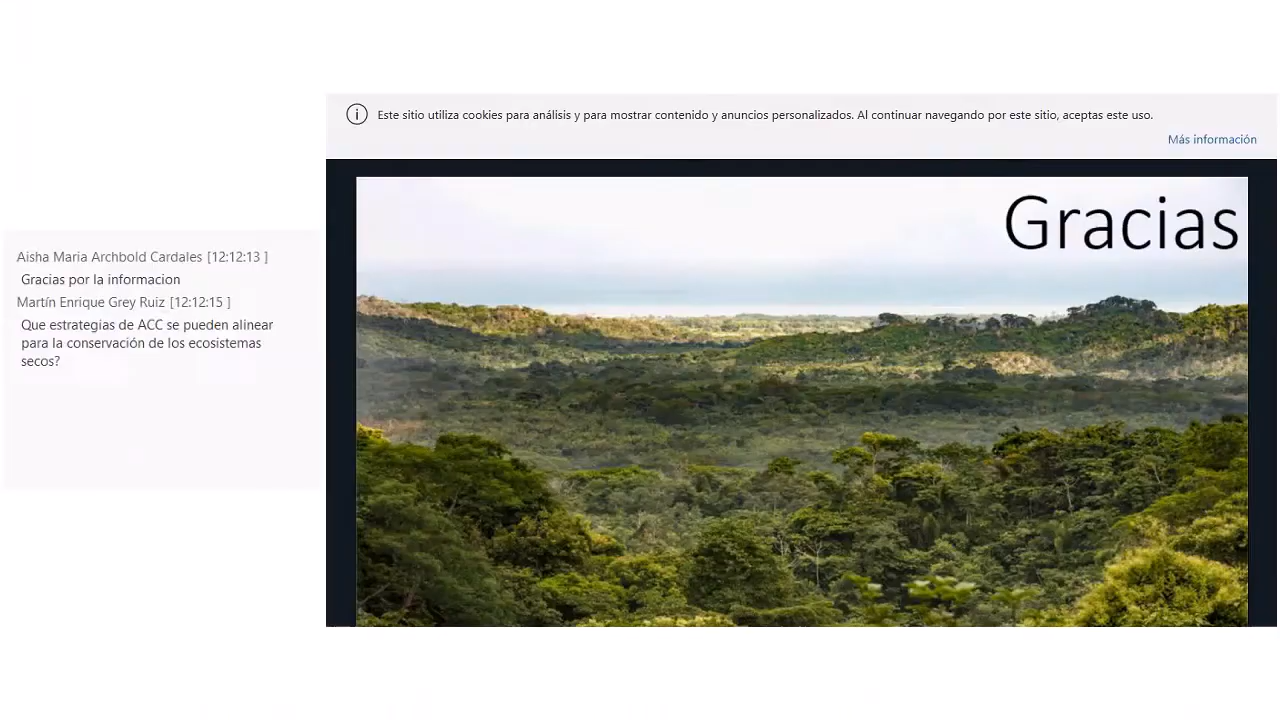 Este sitio utiliza cookies para análisis y para mostrar contenido y anuncios personalizados. Al continuar navegando por este sitio, aceptas este uso.
Más información
Gracias
Aisha Maria Archbold Cardales [12:12:13 ]
Gracias por la informacion
Martín Enrique Grey Ruiz [12:12:15 ]
Que estrategias de ACC se pueden alinear
para la conservación de los ecosistemas
secos?